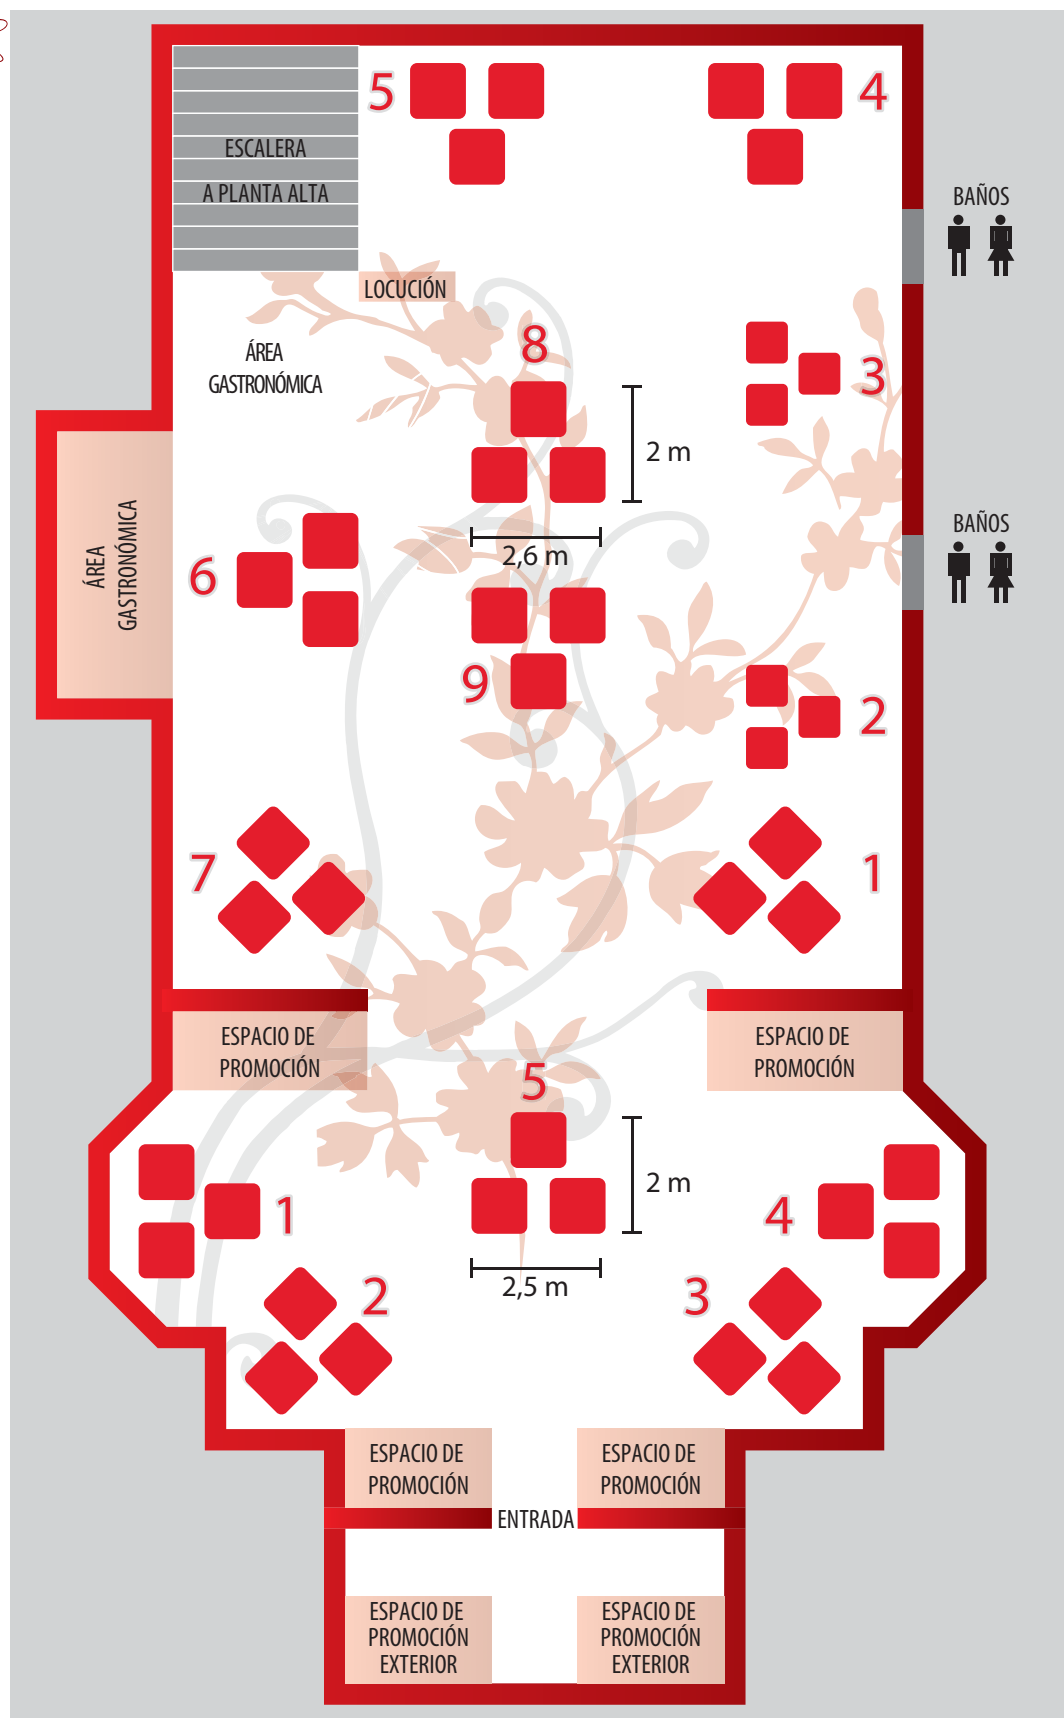 5
4
ESCALERA
A PLANTA ALTA
BAÑOS
LOCUCIÓN
ÁREA
GASTRONÓMICA
8
3
2 m
ÁREA
GASTRONÓMICA
BAÑOS
2,6 m
6
9
2
7
1
ESPACIO DE
PROMOCIÓN
ESPACIO DE
PROMOCIÓN
5
2 m
1
4
2,5 m
2
3
ESPACIO DE
PROMOCIÓN
ESPACIO DE
PROMOCIÓN
ENTRADA
ESPACIO DE
PROMOCIÓN
EXTERIOR
ESPACIO DE
PROMOCIÓN
EXTERIOR